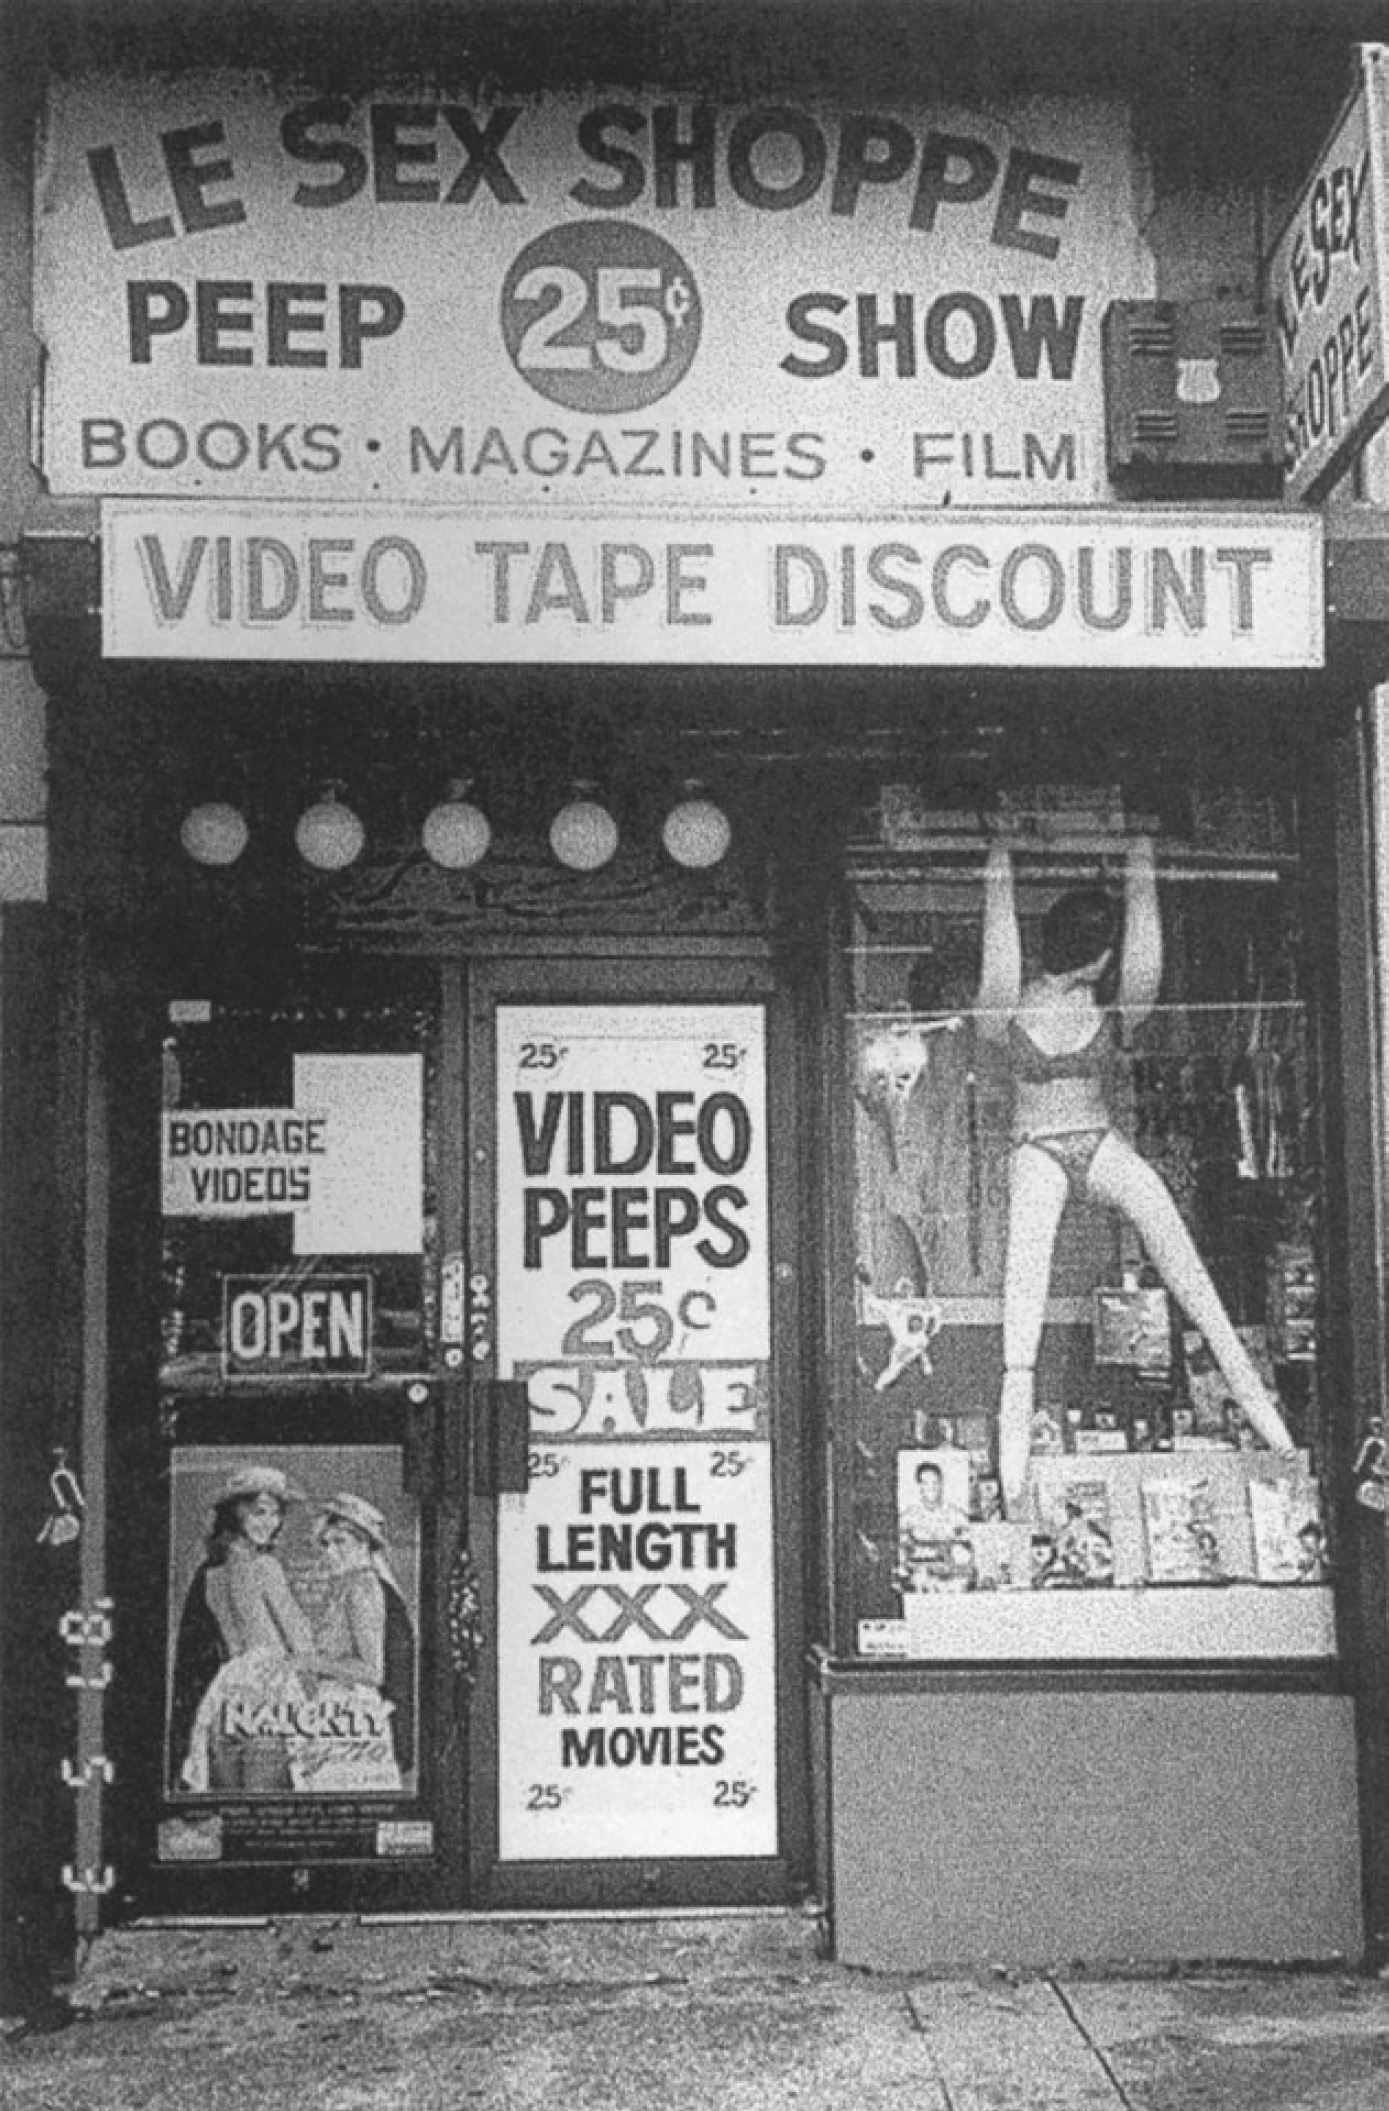 LE SEX SHOPPE
PEEP 25¢ SHOW
BOOKS • MAGAZINES • FILM
LE SEX
SHOPPE
VIDEO TAPE DISCOUNT
BONDAGE
VIDEOS
OPEN
NAUGHTY
25¢ 25¢
VIDEO
PEEPS
25¢
SALE
25¢ 25¢
FULL
LENGTH
XXX
RATED
MOVIES
25¢ 25¢